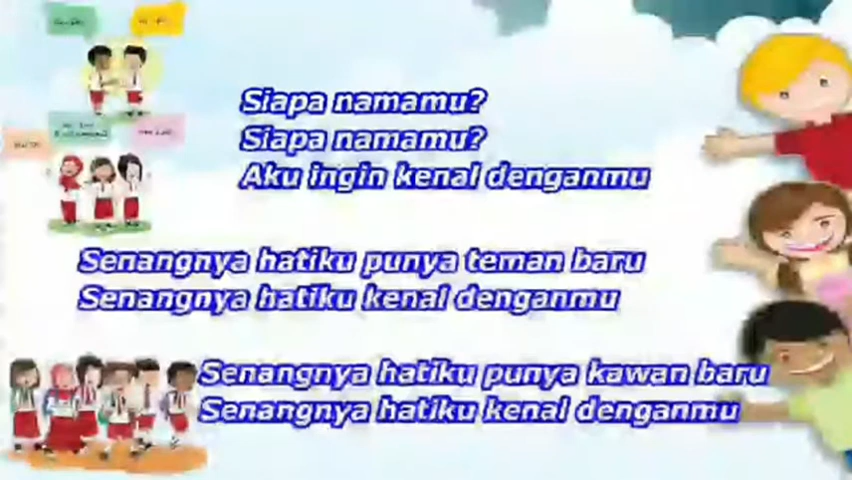 Siapa namamu?
Siapa namamu?
Aku ingin kenal denganmu
Senangnya hatiku punya teman baru
Senangnya hatiku kenal denganmu
Senangnya hatiku punya kawan baru
Senangnya hatiku kenal denganmu